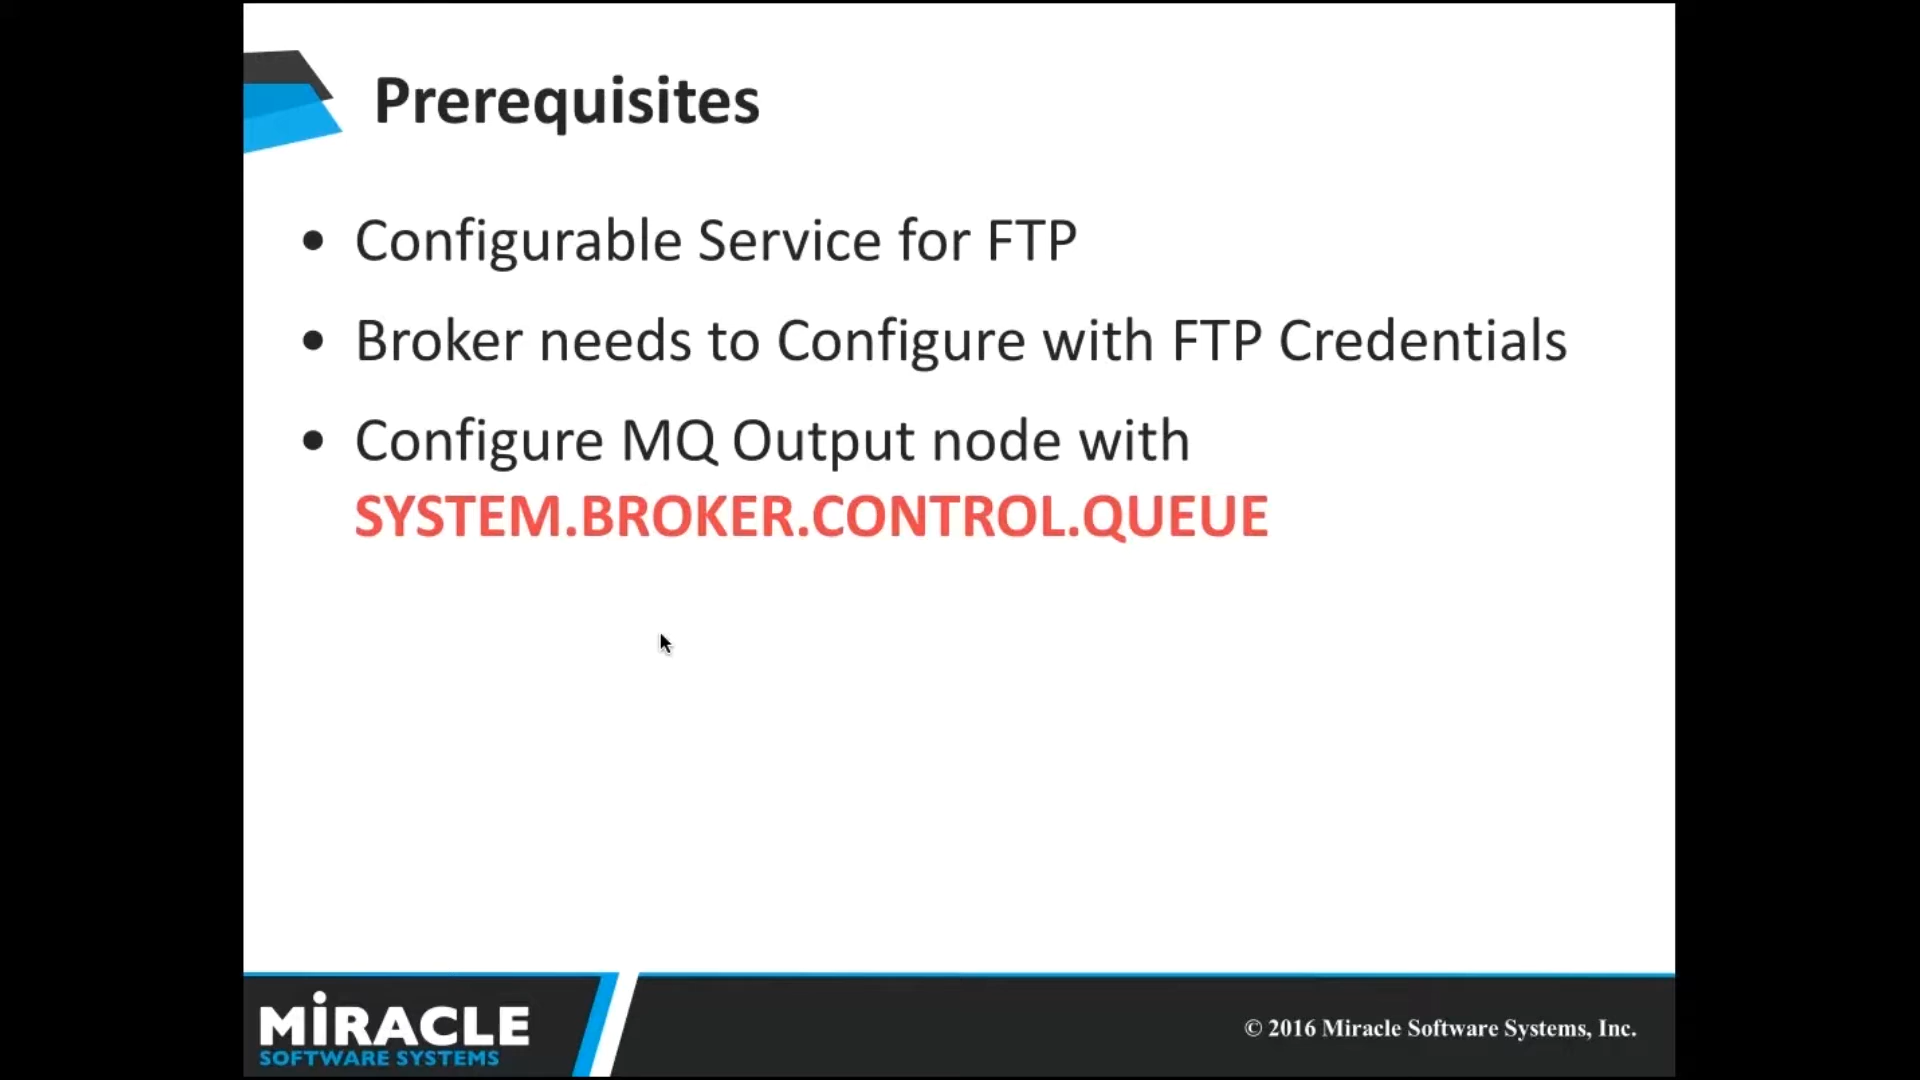 Prerequisites
• Configurable Service for FTP
• Broker needs to Configure with FTP Credentials
• Configure MQ Output node with
SYSTEM.BROKER.CONTROL.QUEUE
MiRACLE
SOFTWARE SYSTEMS
© 2016 Miracle Software Systems, Inc.